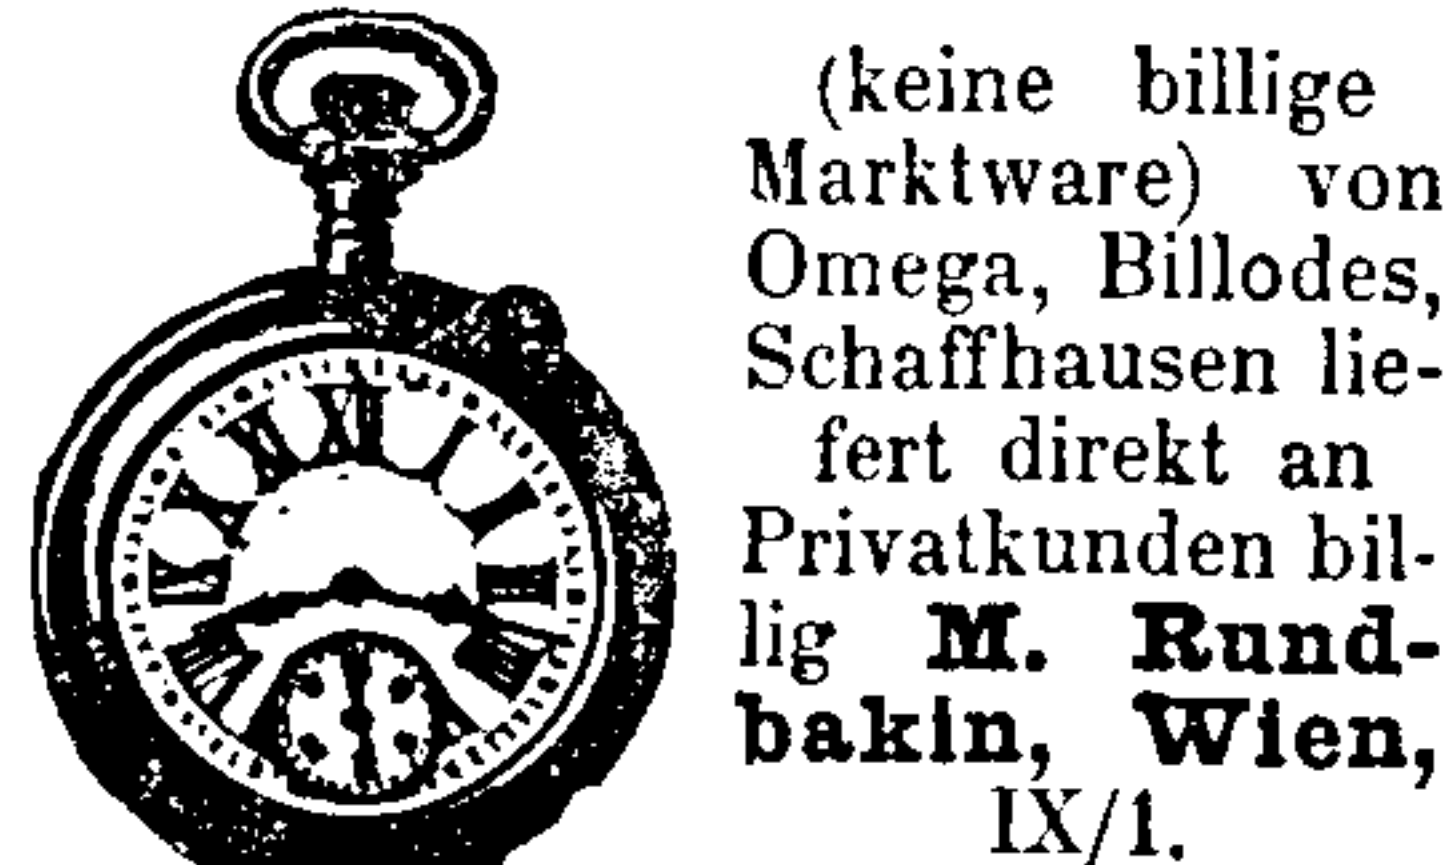 (keine billige
Marktware) von
Omega, Billodes,
Schaffhausen lie-
fert direkt an
Privatkunden bil-
lig M. Rund-
bakin, Wien,
IX/1.